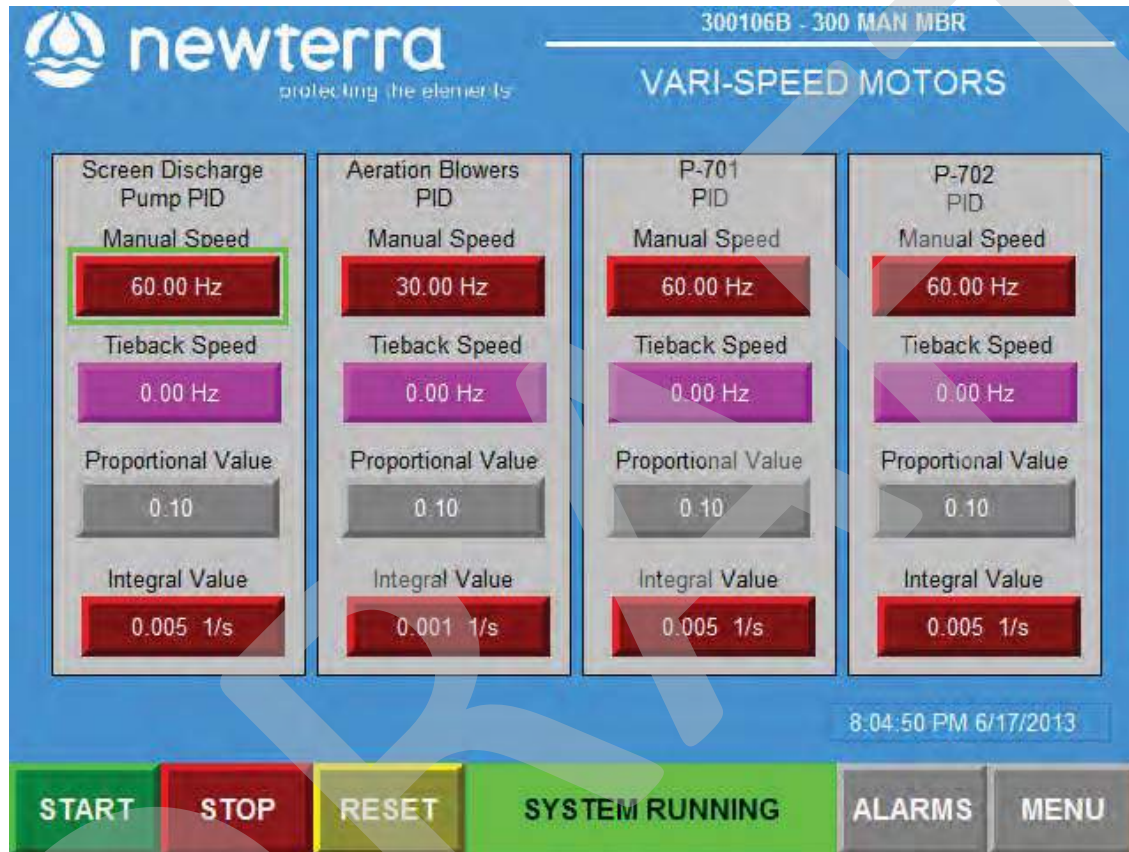 newterra
protecting the elements
300106B - 300 MAN MBR
VARI-SPEED MOTORS
Screen Discharge
Pump PID
Manual Speed
60.00 Hz
Tieback Speed
0.00 Hz
Proportional Value
0.10
Integral Value
0.005 1/s
Aeration Blowers
PID
Manual Speed
30.00 Hz
Tieback Speed
0.00 Hz
Proportional Value
0.10
Integral Value
0.001 1/s
P-701
PID
Manual Speed
60.00 Hz
Tieback Speed
0.00 Hz
Proportional Value
0.10
Integral Value
0.005 1/s
P-702
PID
Manual Speed
60.00 Hz
Tieback Speed
0.00 Hz
Proportional Value
0.10
Integral Value
0.005 1/s
8:04:50 PM 6/17/2013
START STOP RESET SYSTEM RUNNING ALARMS MENU